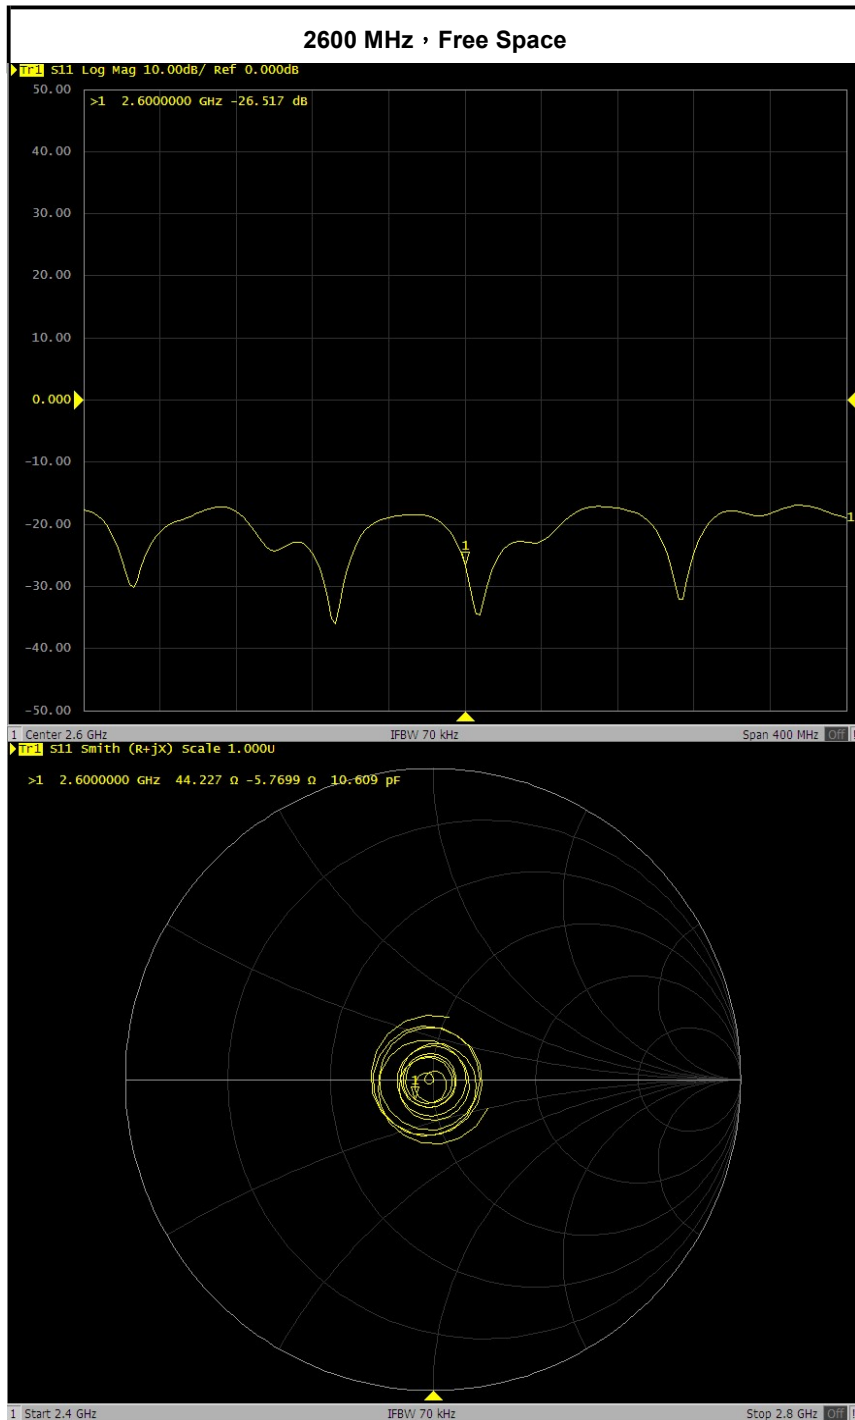 2600 MHz，Free Space
Tr1 S11 Log Mag 10.00dB/ Ref 0.000dB
50.00
>1 2.6000000 GHz -26.517 dB
40.00
30.00
20.00
10.00
0.000
-10.00
-20.00
1
1
-30.00
-40.00
-50.00
1 Center 2.6 GHz IFBW 70 kHz Span 400 MHz Off
Tr1 S11 Smith (R+jX) Scale 1.000U
>1 2.6000000 GHz 44.227 Ω -5.7699 Ω 10.609 pF
1
1 Start 2.4 GHz IFBW 70 kHz Stop 2.8 GHz Off